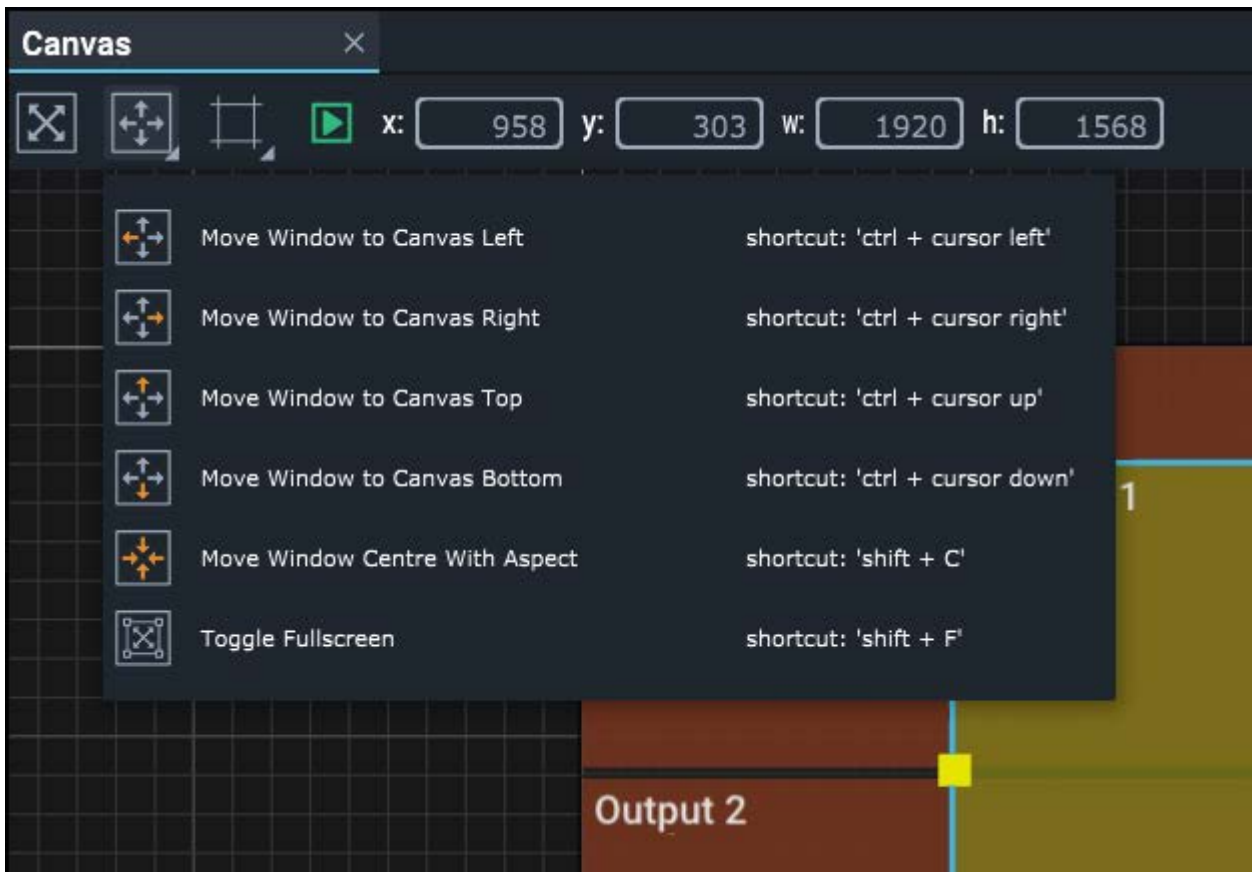 Canvas
x: 958 y: 303 w: 1920 h: 1568
Move Window to Canvas Left shortcut: 'ctrl + cursor left'
Move Window to Canvas Right shortcut: 'ctrl + cursor right'
Move Window to Canvas Top shortcut: 'ctrl + cursor up'
Move Window to Canvas Bottom shortcut: 'ctrl + cursor down'
1
Move Window Centre With Aspect shortcut: 'shift + C'
Toggle Fullscreen shortcut: 'shift + F'
Output 2